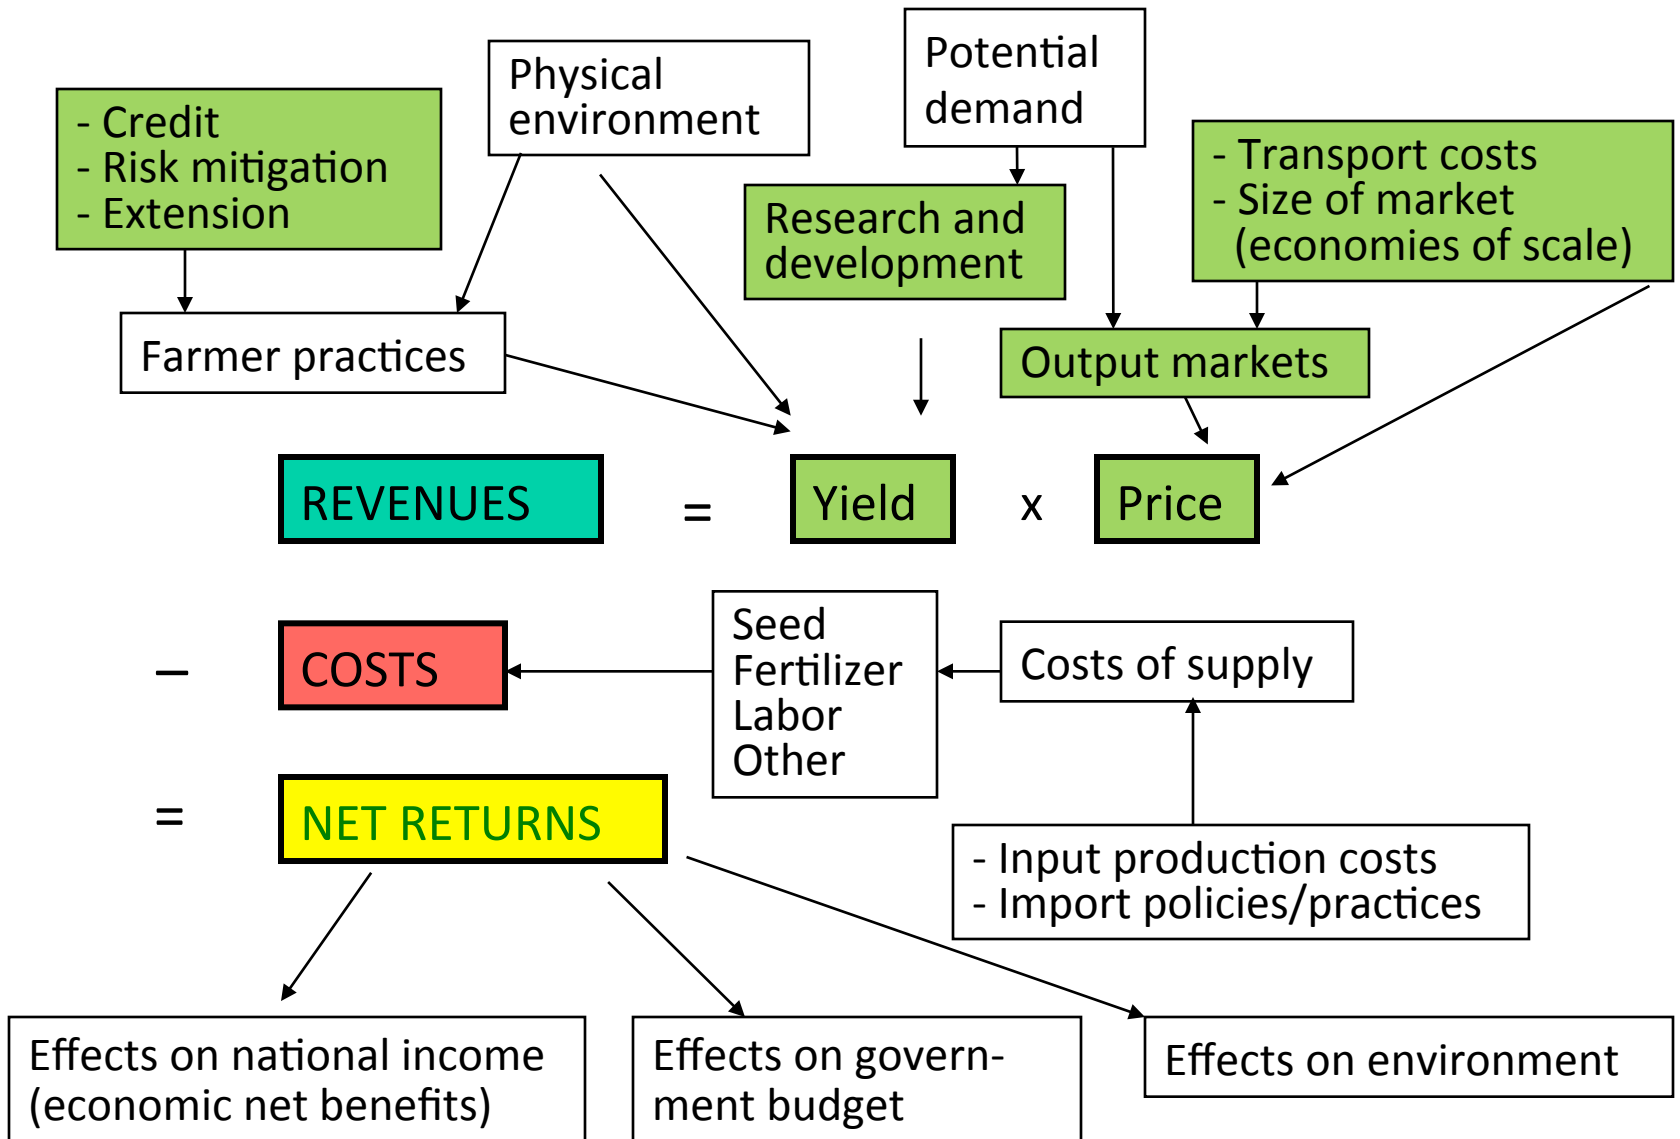 - Credit
- Risk mitigation
- Extension
Physical
environment
Potential
demand
Research and
development
- Transport costs
- Size of market
(economies of scale)
Farmer practices
Output markets
REVENUES = Yield x Price
– COSTS
Seed
Fertilizer
Labor
Other
Costs of supply
= NET RETURNS
- Input production costs
- Import policies/practices
Effects on national income
(economic net benefits)
Effects on govern-
ment budget
Effects on environment